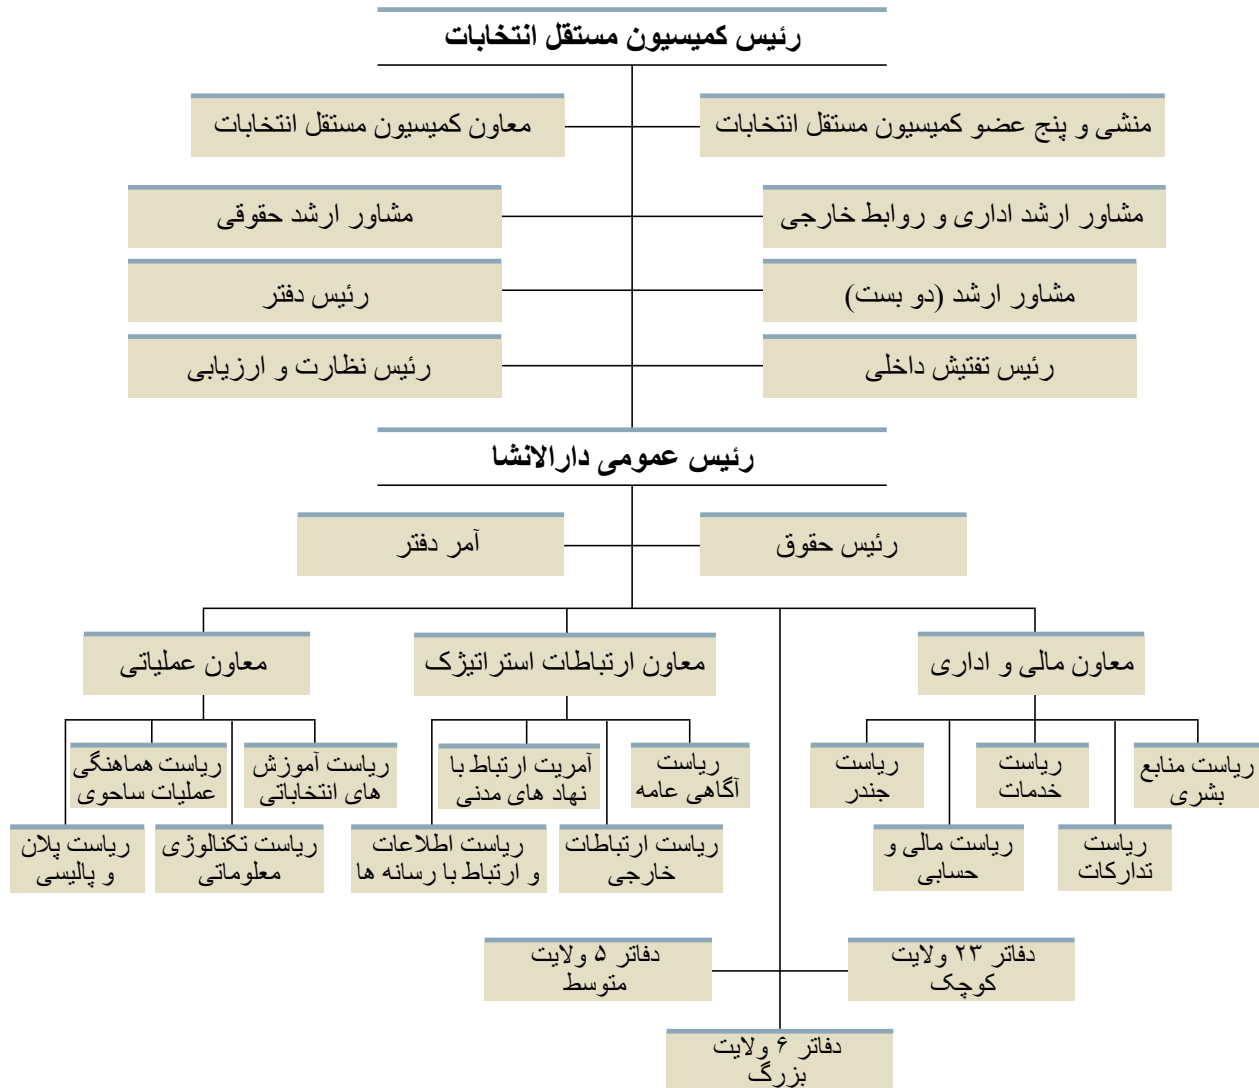 رئیس کمیسیون مستقل انتخابات
منشی و پنج عضو کمیسیون مستقل انتخابات
معاون کمیسیون مستقل انتخابات
مشاور ارشد اداری و روابط خارجی
مشاور ارشد حقوقی
مشاور ارشد (دو بست)
رئیس دفتر
رئیس تفتیش داخلی
رئیس نظارت و ارزیابی
رئیس عمومی دارالانشا
رئیس حقوق
آمر دفتر
معاون مالی و اداری
معاون ارتباطات استراتیژک
معاون عملیاتی
ریاست منابع
بشری
ریاست
خدمات
ریاست
جندر
ریاست
آگاهی عامه
آمریت ارتباط با
نهاد های مدنی
ریاست آموزش
های انتخاباتی
ریاست هماهنگی
عملیات ساحوی
ریاست
تدارکات
ریاست مالی و
حسابی
ریاست ارتباطات
خارجی
ریاست اطلاعات
و ارتباط با رسانه ها
ریاست تکنالوژی
معلوماتی
ریاست پلان
و پالیسی
دفاتر ۲۳ ولایت
کوچک
دفاتر ۵ ولایت
متوسط
دفاتر ۶ ولایت
بزرگ